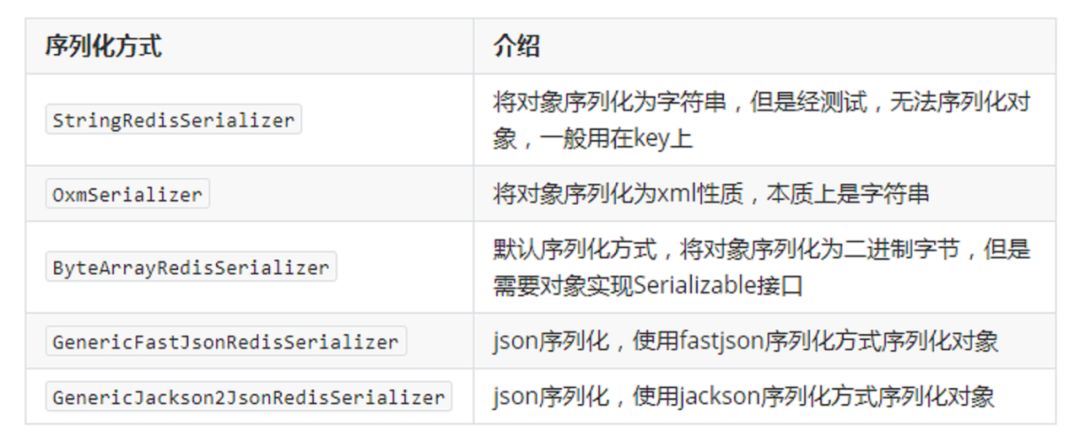 序列化方式 介绍
StringRedisSerializer 将对象序列化为字符串，但是经测试，无法序列化对
象，一般用在key上
OxmSerializer 将对象序列化为xml性质，本质上是字符串
ByteArrayRedisSerializer 默认序列化方式，将对象序列化为二进制字节，但是
需要对象实现Serializable接口
GenericFastJsonRedisSerializer json序列化，使用fastjson序列化方式序列化对象
GenericJackson2JsonRedisSerializer json序列化，使用jackson序列化方式序列化对象